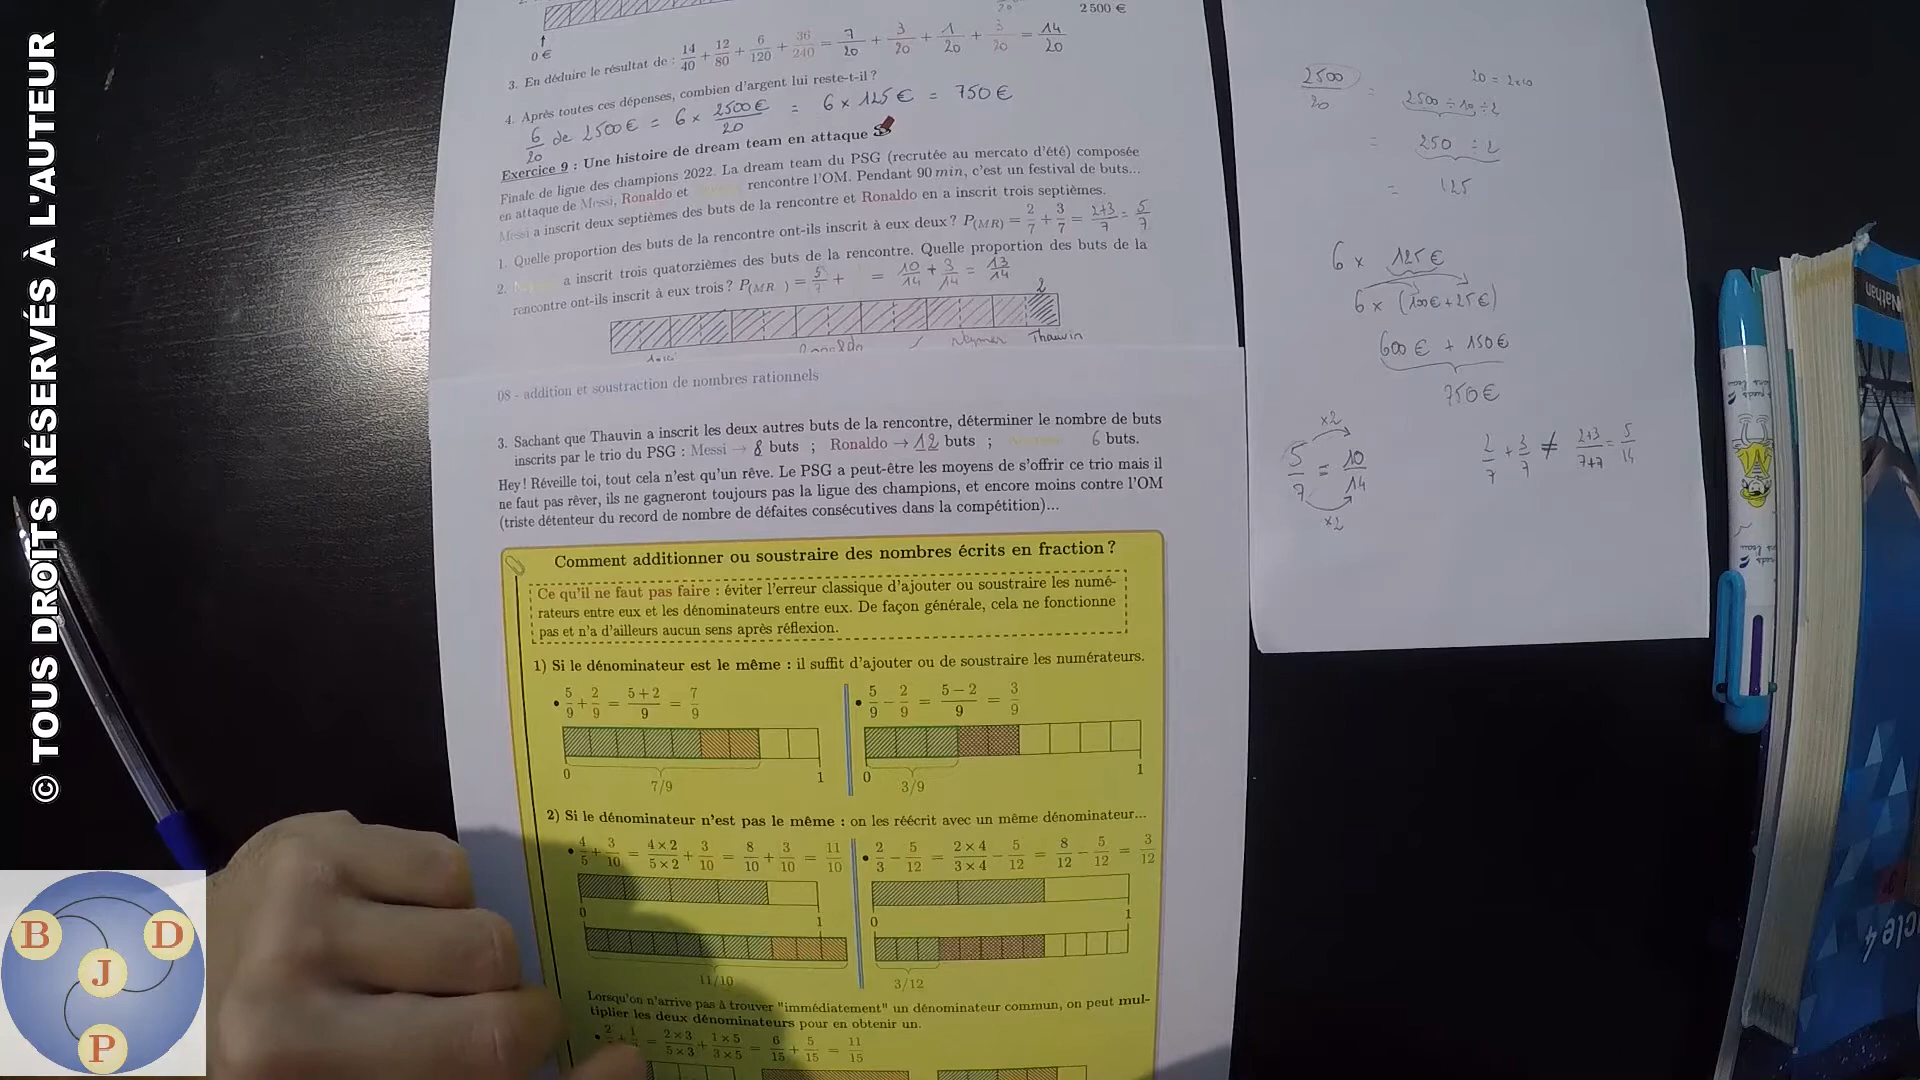 © TOUS DROITS RÉSERVÉS À L'AUTEUR
2500 €
0 €
3. En déduire le résultat de : 14/40 + 12/80 + 6/120 + 36/240 = 7/20 + 3/20 + 1/20 + 3/20 = 14/20
4. Après toutes ces dépenses, combien d'argent lui reste-t-il ?
6/20 de 2500 € = 6 × 2500 €/20 = 6 × 125 € = 750 €
Exercice 9 : Une histoire de dream team en attaque
Finale de ligue des champions 2022. La dream team du PSG (recrutée au mercato d'été) composée
en attaque de Messi, Ronaldo et rencontre l'OM. Pendant 90 min, c'est un festival de buts...
Messi a inscrit deux septièmes des buts de la rencontre et Ronaldo en a inscrit trois septièmes.
1. Quelle proportion des buts de la rencontre ont-ils inscrit à eux deux ? P(MR) = 2/7 + 3/7 = 2+3/7 = 5/7
2. a inscrit trois quatorzièmes des buts de la rencontre. Quelle proportion des buts de la
rencontre ont-ils inscrit à eux trois ? P(MR ) = 5/7 + = 10/14 + 3/14 = 13/14
2
Neymar Thauvin
08 - addition et soustraction de nombres rationnels
3. Sachant que Thauvin a inscrit les deux autres buts de la rencontre, déterminer le nombre de buts
inscrits par le trio du PSG : Messi → 8 buts ; Ronaldo → 12 buts ; 6 buts.
Hey ! Réveille toi, tout cela n'est qu'un rêve. Le PSG a peut-être les moyens de s'offrir ce trio mais il
ne faut pas rêver, ils ne gagneront toujours pas la ligue des champions, et encore moins contre l'OM
(triste détenteur du record de nombre de défaites consécutives dans la compétition)...
Comment additionner ou soustraire des nombres écrits en fraction ?
Ce qu'il ne faut pas faire : éviter l'erreur classique d'ajouter ou soustraire les numé-
rateurs entre eux et les dénominateurs entre eux. De façon générale, cela ne fonctionne
pas et n'a d'ailleurs aucun sens après réflexion.
1) Si le dénominateur est le même : il suffit d'ajouter ou de soustraire les numérateurs.
• 5/9 + 2/9 = 5+2/9 = 7/9
0 1
7/9
• 5/9 − 2/9 = 5−2/9 = 3/9
0 1
3/9
2) Si le dénominateur n'est pas le même : on les réécrit avec un même dénominateur...
• 4/5 + 3/10 = 4×2/5×2 + 3/10 = 8/10 + 3/10 = 11/10
0 1
11/10
• 2/3 − 5/12 = 2×4/3×4 − 5/12 = 8/12 − 5/12 = 3/12
0 1
3/12
Lorsqu'on n'arrive pas à trouver "immédiatement" un dénominateur commun, on peut mul-
tiplier les deux dénominateurs pour en obtenir un.
= 2×3/5×3 + 1×5/3×5 = 6/15 + 5/15 = 11/15
2500/20 = 2500 ÷ 10 ÷ 2
20 = 2×10
= 250 ÷ 2
= 125
6 × 125 €
6 × (100 € + 25 €)
600 € + 150 €
750 €
×2
5/7 = 10/14
×2
2/7 + 3/7 ≠ 2+3/7+7 = 5/14
Nathan
cle 4
B D
J
P